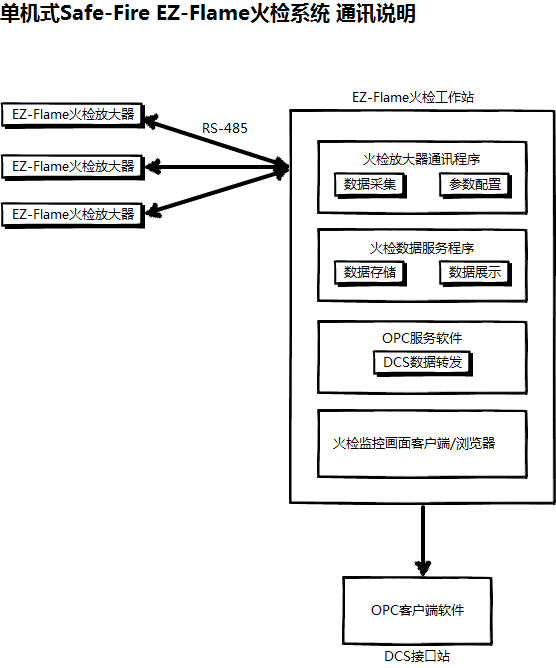 单机式Safe-Fire EZ-Flame火检系统 通讯说明
EZ-Flame火检工作站
EZ-Flame火检放大器
RS-485
EZ-Flame火检放大器
EZ-Flame火检放大器
火检放大器通讯程序
数据采集 参数配置
火检数据服务程序
数据存储 数据展示
OPC服务软件
DCS数据转发
火检监控画面客户端/浏览器
OPC客户端软件
DCS接口站